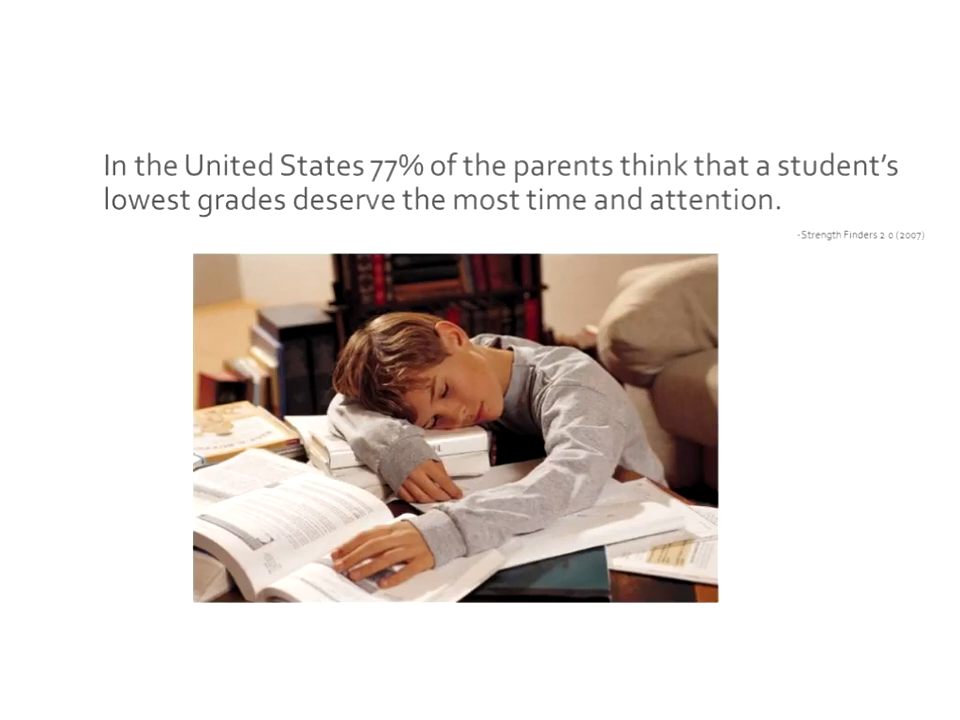 In the United States 77% of the parents think that a student’s
lowest grades deserve the most time and attention.
-Strength Finders 2 0 (2007)